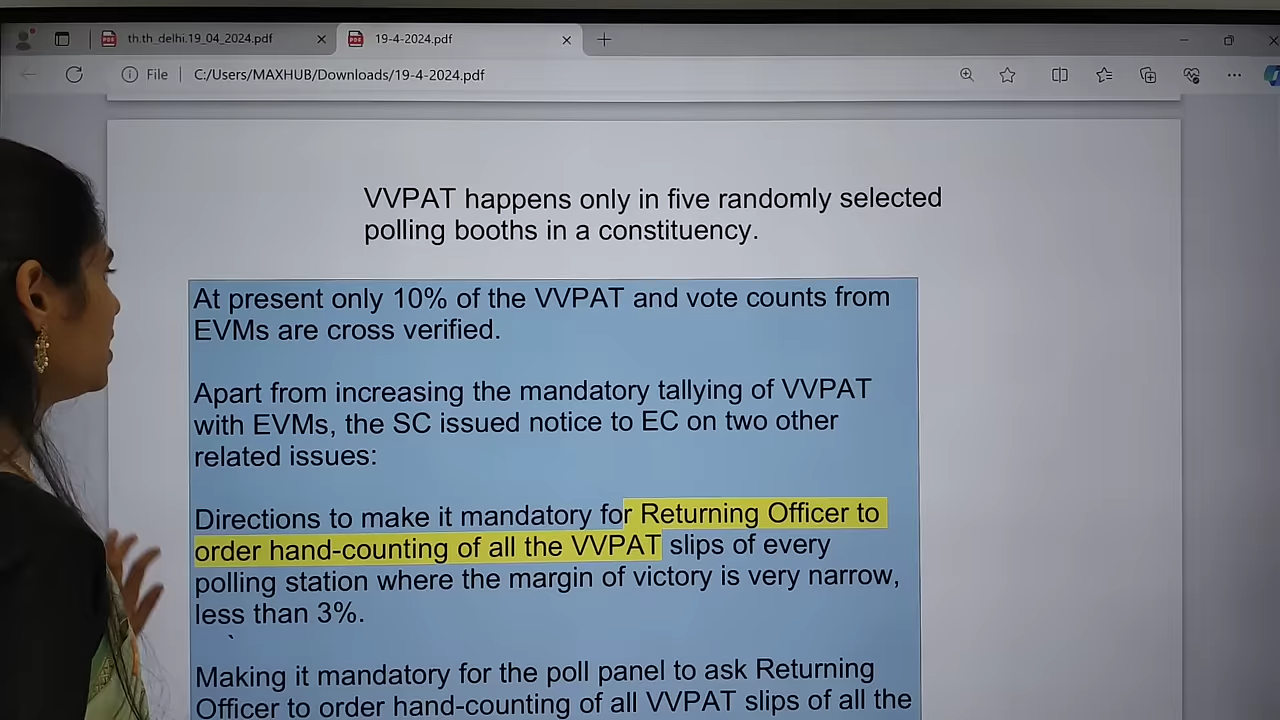 th.th_delhi.19_04_2024.pdf
19-4-2024.pdf
File
C:/Users/MAXHUB/Downloads/19-4-2024.pdf
VVPAT happens only in five randomly selected
polling booths in a constituency.
At present only 10% of the VVPAT and vote counts from
EVMs are cross verified.
Apart from increasing the mandatory tallying of VVPAT
with EVMs, the SC issued notice to EC on two other
related issues:
Directions to make it mandatory for Returning Officer to
order hand-counting of all the VVPAT slips of every
polling station where the margin of victory is very narrow,
less than 3%.
`
Making it mandatory for the poll panel to ask Returning
Officer to order hand-counting of all VVPAT slips of all the